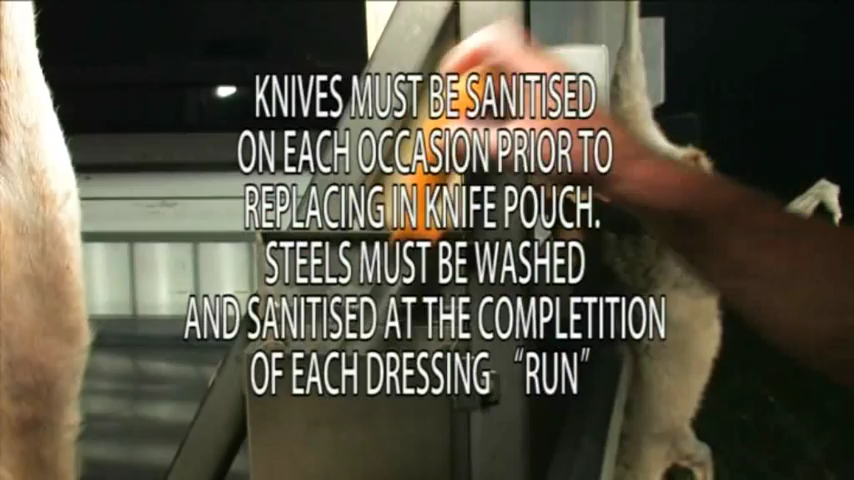 KNIVES MUST BE SANITISED
ON EACH OCCASION PRIOR TO
REPLACING IN KNIFE POUCH.
STEELS MUST BE WASHED
AND SANITISED AT THE COMPLETITION
OF EACH DRESSING “RUN”